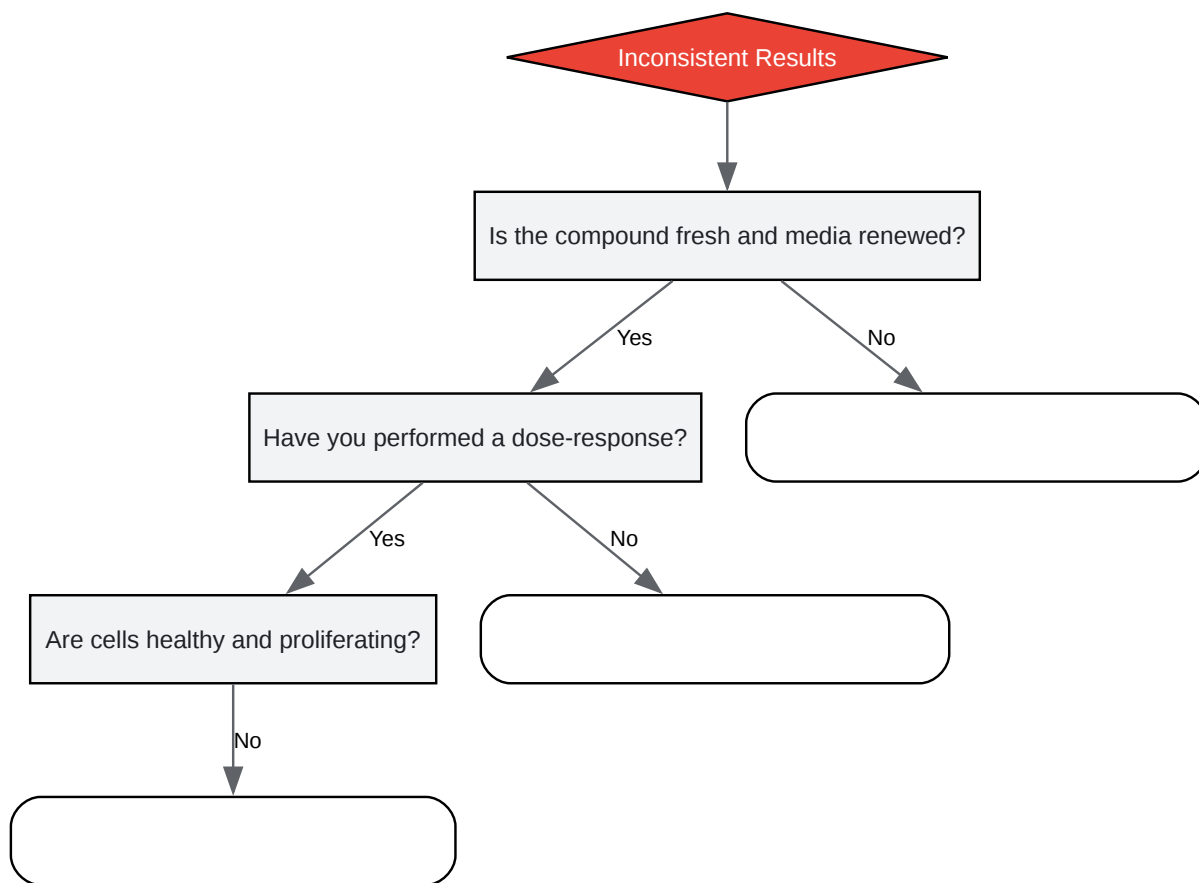 Inconsistent Results
Is the compound fresh and media renewed?
Yes
No
Have you performed a dose-response?
Yes
No
Are cells healthy and proliferating?
No